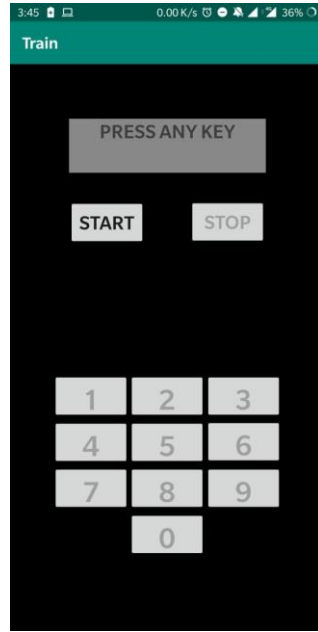 3:45 0.00 K/s 36%
Train
PRESS ANY KEY
START STOP
1 2 3
4 5 6
7 8 9
0